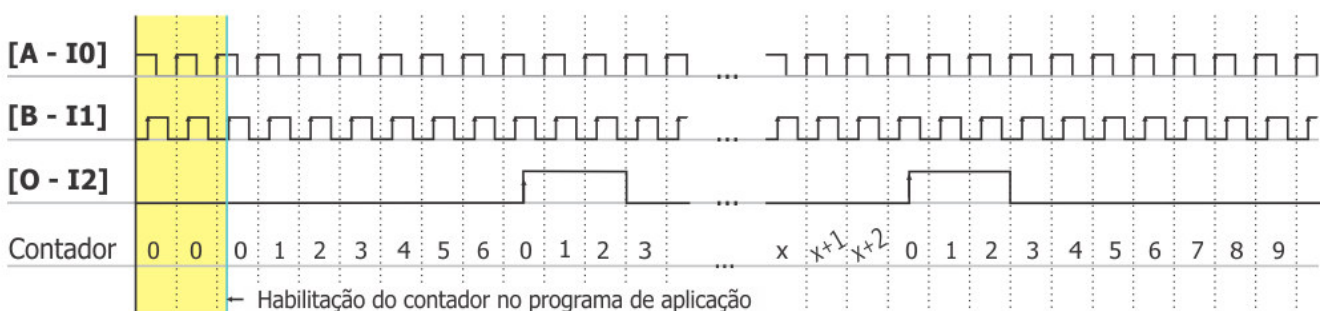 [A - I0]
...
[B - I1]
...
[O - I2]
...
Contador 0 0 0 1 2 3 4 5 6 0 1 2 3 ... x x+1 x+2 0 1 2 3 4 5 6 7 8 9
← Habilitação do contador no programa de aplicação